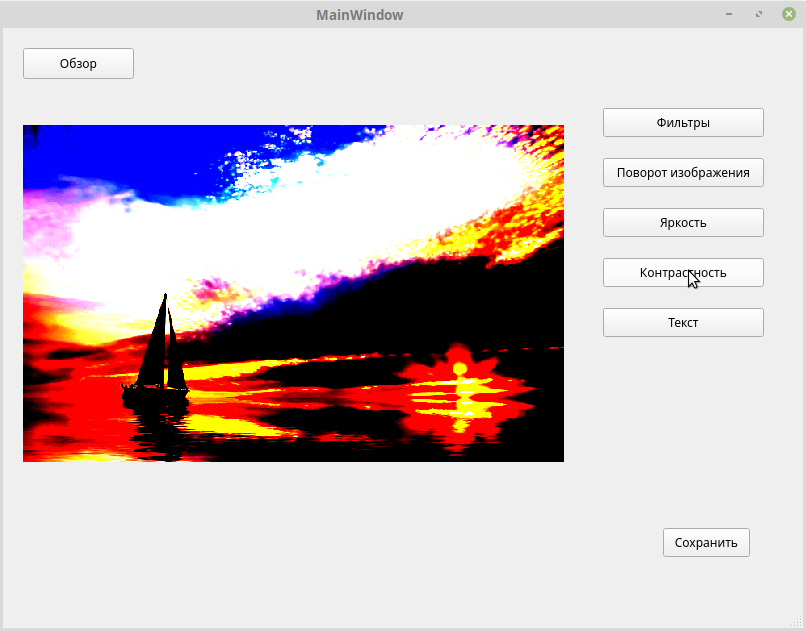 MainWindow
Обзор
Фильтры
Поворот изображения
Яркость
Контрастность
Текст
Сохранить